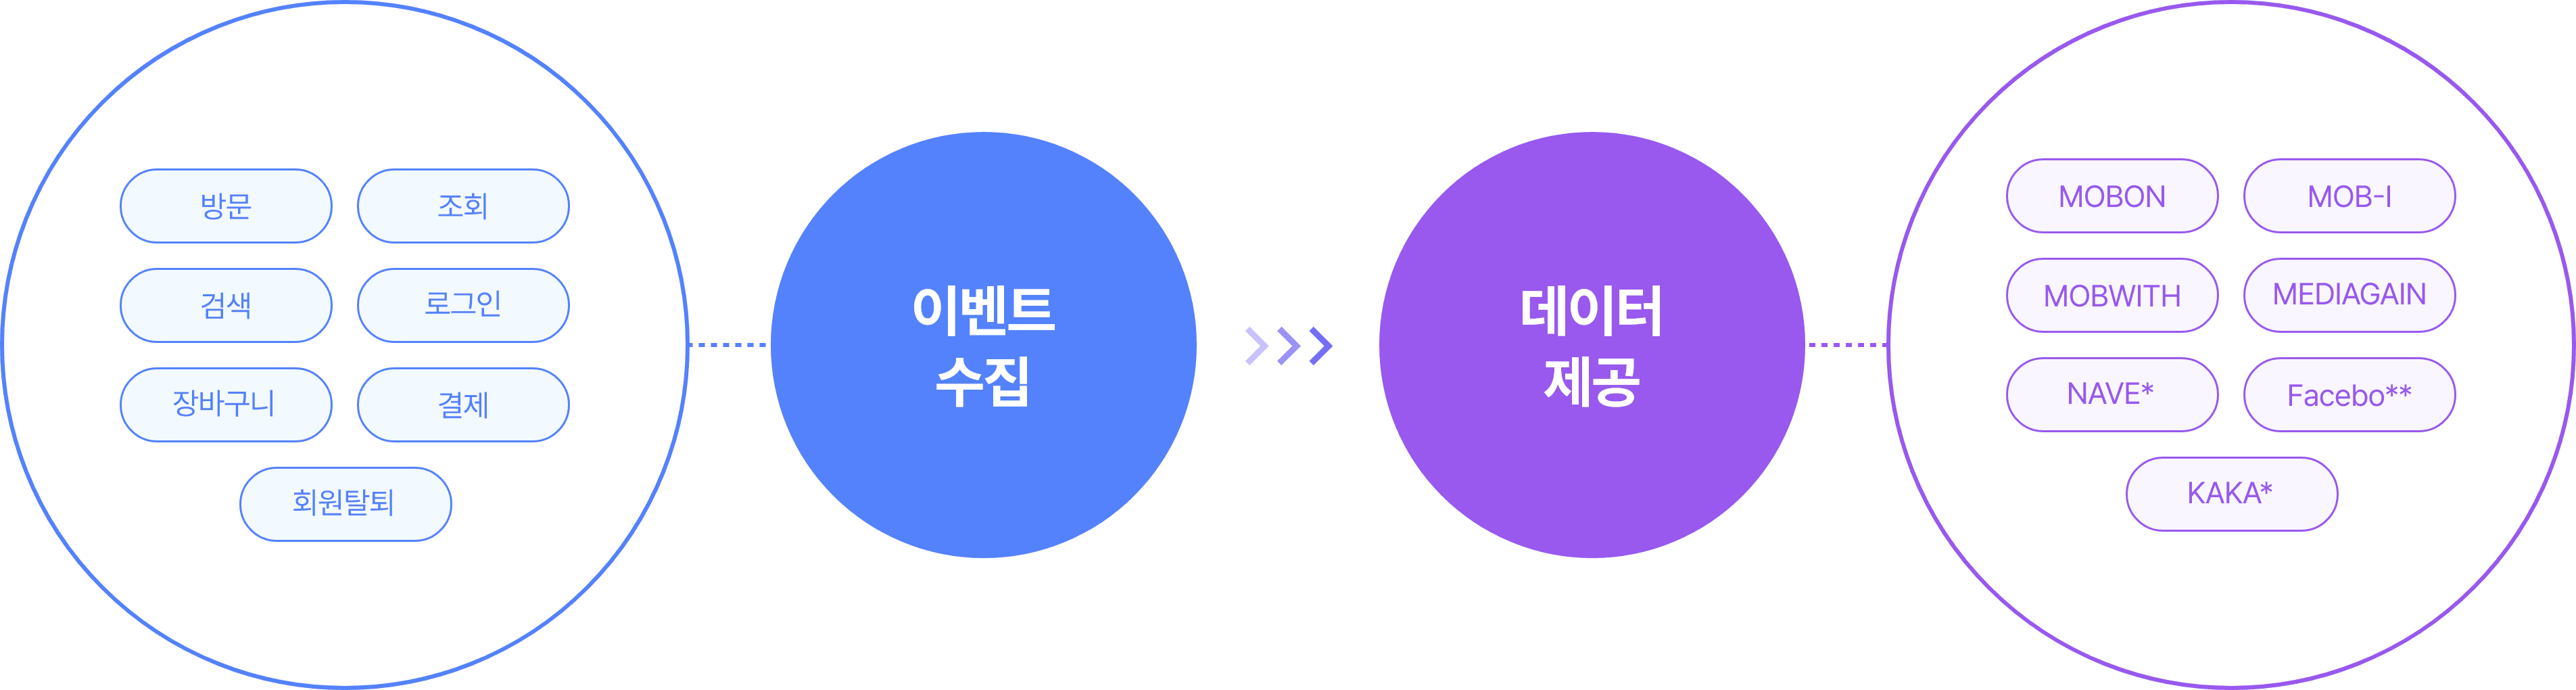 방문
조회
검색
로그인
장바구니
결제
회원탈퇴
이벤트
수집
데이터
제공
MOBON
MOB-I
MOBWITH
MEDIAGAIN
NAVE*
Facebo**
KAKA*